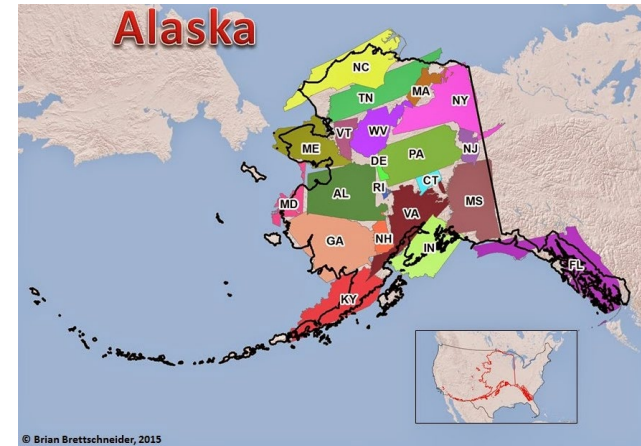 Alaska
NC
TN
MA
NY
VT
WV
ME
NJ
PA
DE
CT
RI
AL
MS
MD
VA
GA
NH
IN
FL
KY
© Brian Brettschneider, 2015